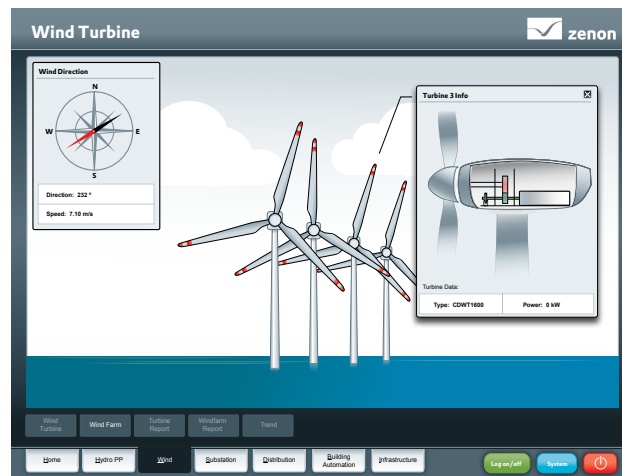 Wind Turbine
zenon
Wind Direction
N
W
E
S
Direction: 232 °
Speed: 7.10 m/s
Turbine 3 Info
Turbine Data:
Type: CDWT1600
Power: 0 kW
Wind
Turbine
Wind Farm
Turbine
Report
Windfarm
Report
Trend
Home
Hydro PP
Wind
Substation
Distribution
Building
Automation
Infrastructure
Log on/off
System